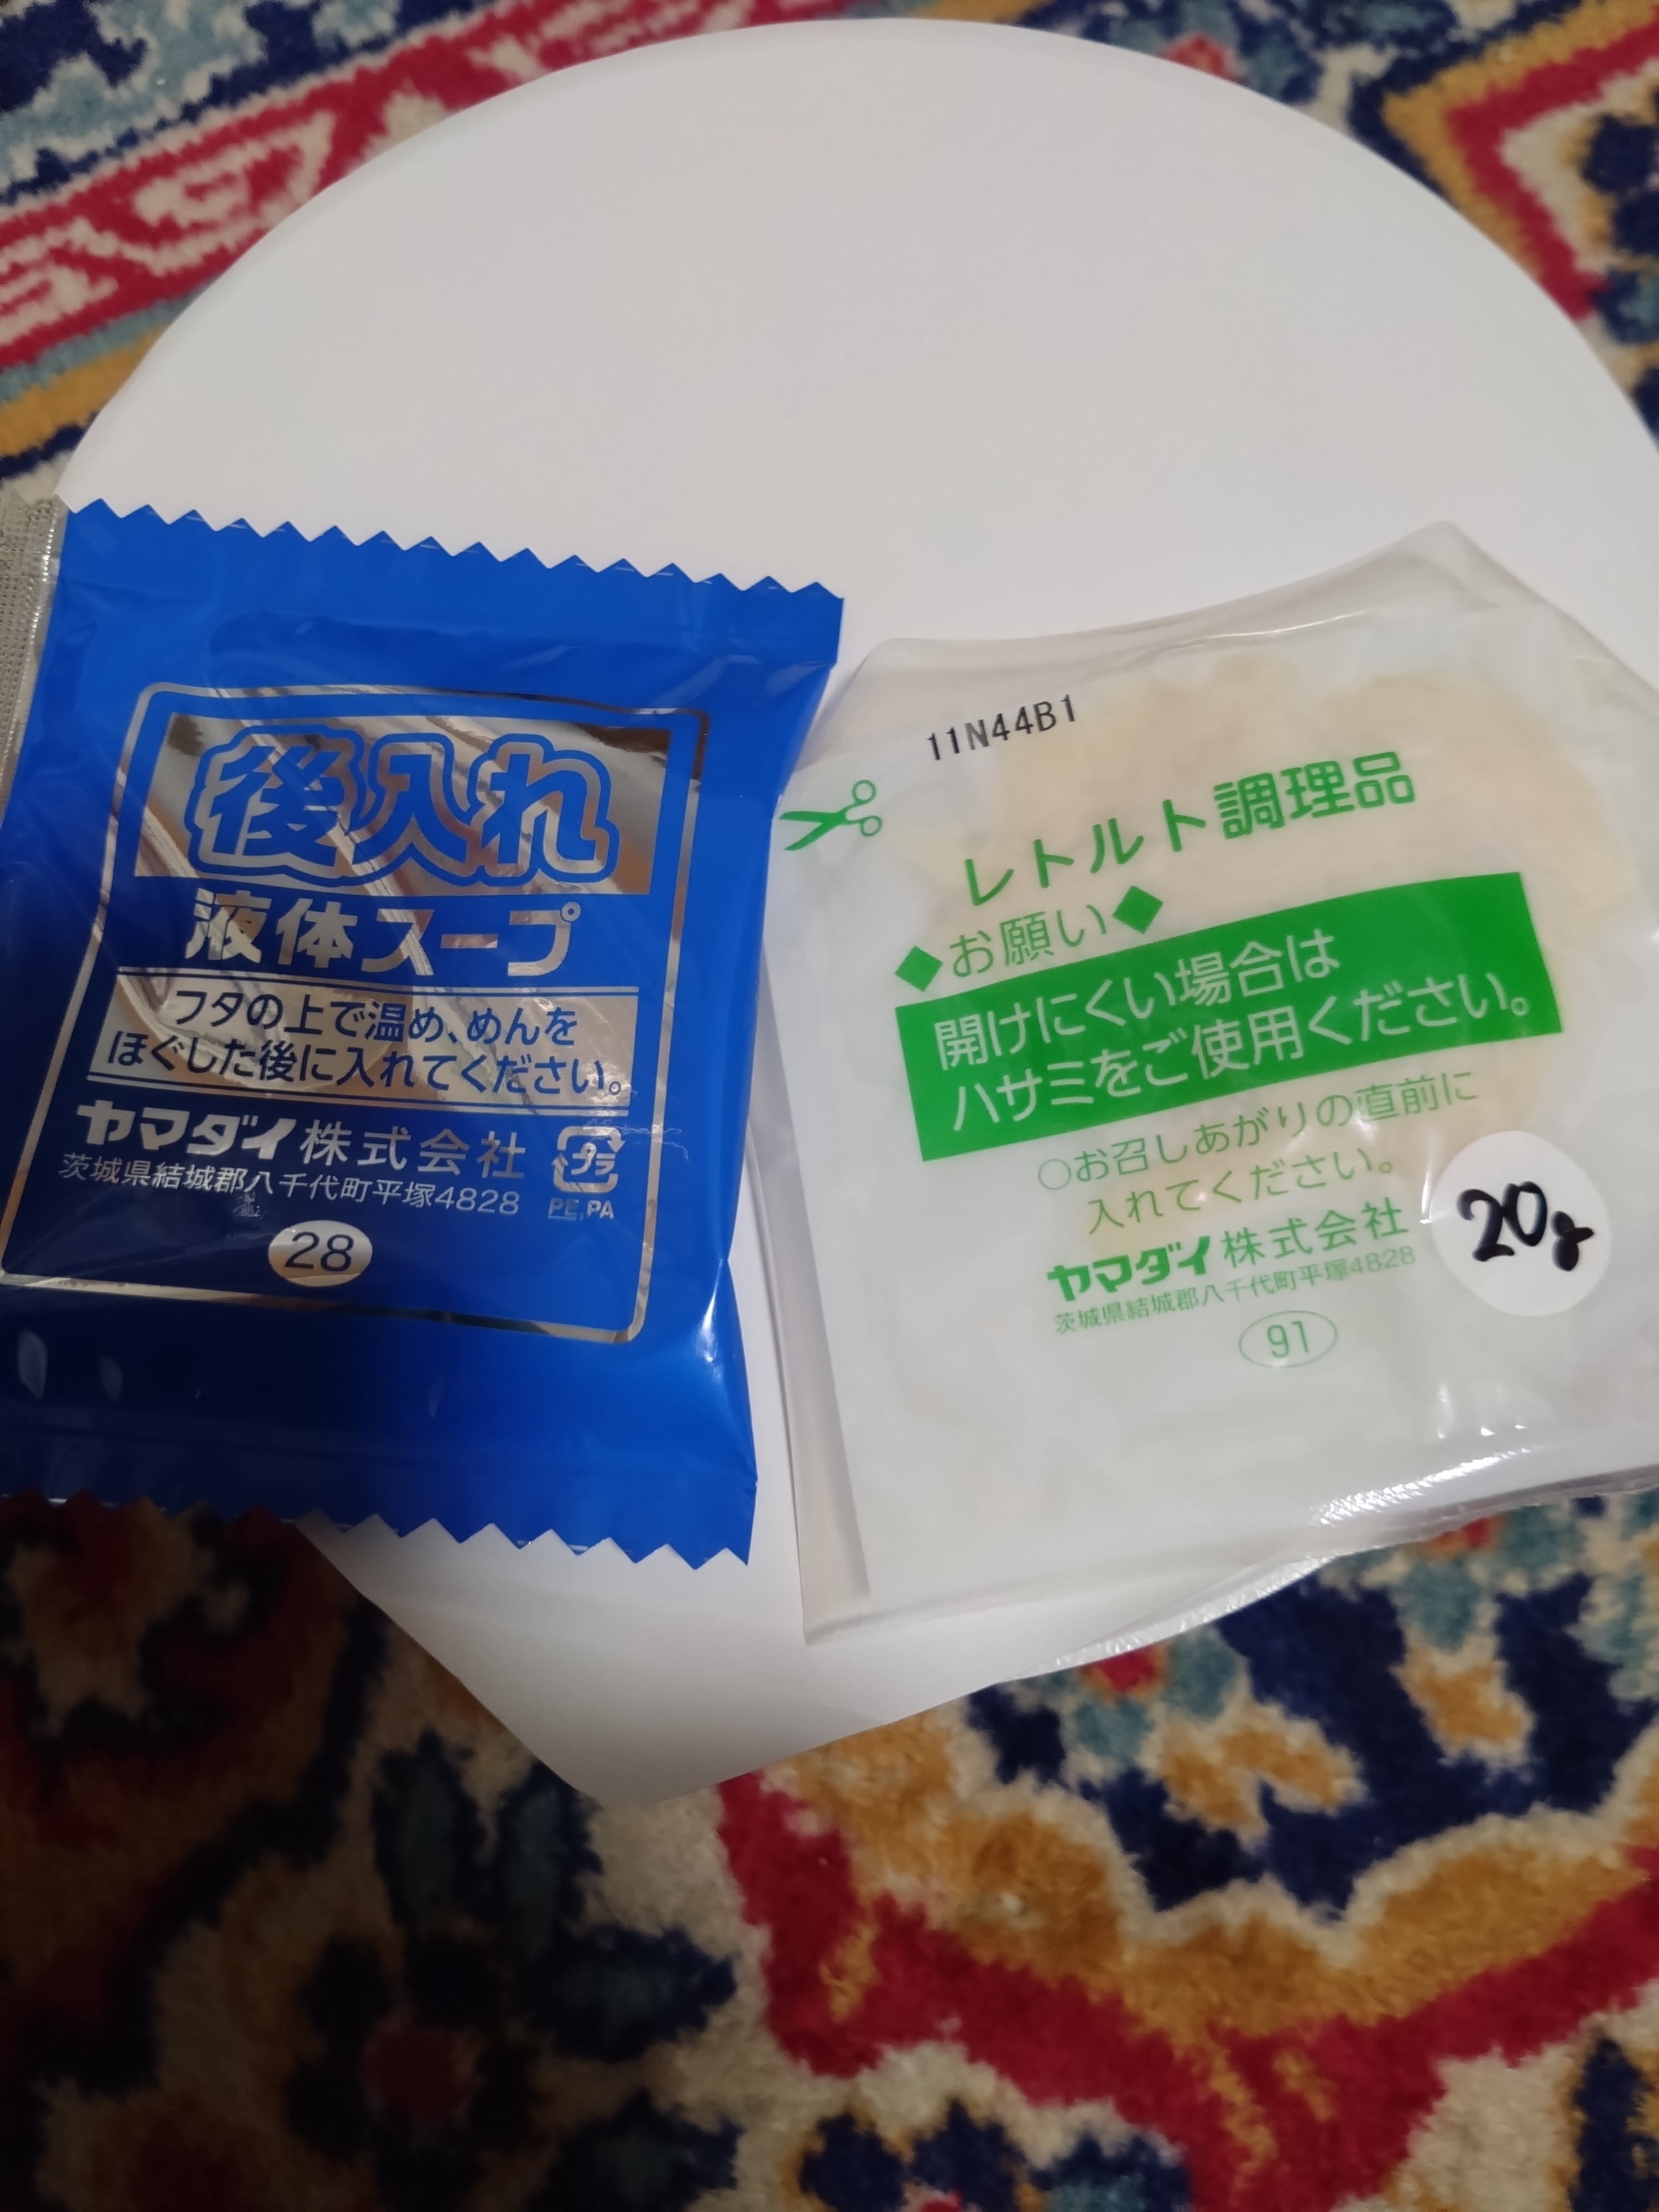 後入れ
液体スープ
フタの上で温め、めんを
ほぐした後に入れてください。
ヤマダイ株式会社
茨城県結城郡八千代町平塚4828
プラ
PE,PA
28
11N44B1
レトルト調理品
◆お願い◆
開けにくい場合は
ハサミをご使用ください。
○お召しあがりの直前に
入れてください。
ヤマダイ株式会社
茨城県結城郡八千代町平塚4828
91
20g